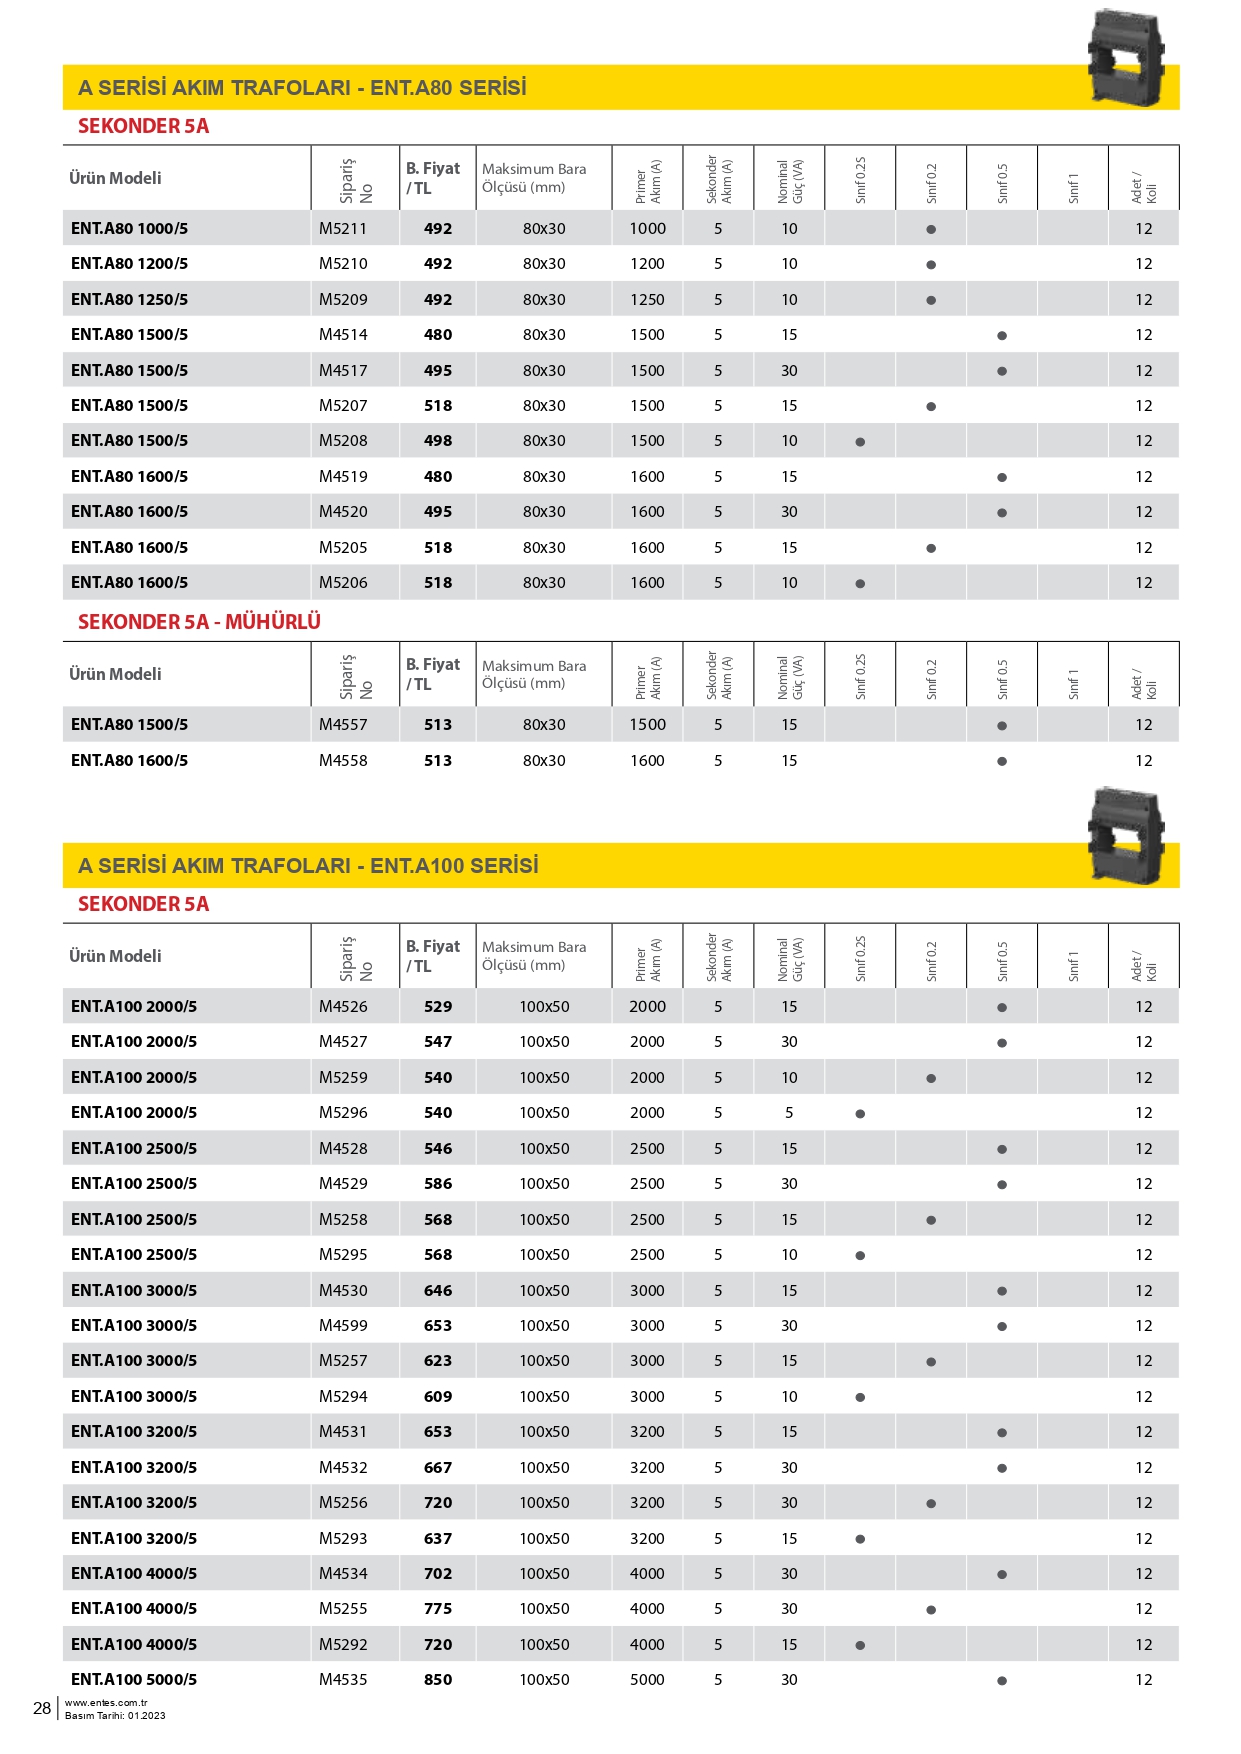 A SERİSİ AKIM TRAFOLARI - ENT.A80 SERİSİ
SEKONDER 5A
Ürün Modeli Sipariş No B. Fiyat / TL Maksimum Bara Ölçüsü (mm) Primer Akım (A) Sekonder Akım (A) Nominal Güç (VA) Sınıf 0.2S Sınıf 0.2 Sınıf 0.5 Sınıf 1 Adet / Koli
ENT.A80 1000/5 M5211 492 80x30 1000 5 10 ● 12
ENT.A80 1200/5 M5210 492 80x30 1200 5 10 ● 12
ENT.A80 1250/5 M5209 492 80x30 1250 5 10 ● 12
ENT.A80 1500/5 M4514 480 80x30 1500 5 15 ● 12
ENT.A80 1500/5 M4517 495 80x30 1500 5 30 ● 12
ENT.A80 1500/5 M5207 518 80x30 1500 5 15 ● 12
ENT.A80 1500/5 M5208 498 80x30 1500 5 10 ● 12
ENT.A80 1600/5 M4519 480 80x30 1600 5 15 ● 12
ENT.A80 1600/5 M4520 495 80x30 1600 5 30 ● 12
ENT.A80 1600/5 M5205 518 80x30 1600 5 15 ● 12
ENT.A80 1600/5 M5206 518 80x30 1600 5 10 ● 12
SEKONDER 5A - MÜHÜRLÜ
Ürün Modeli Sipariş No B. Fiyat / TL Maksimum Bara Ölçüsü (mm) Primer Akım (A) Sekonder Akım (A) Nominal Güç (VA) Sınıf 0.2S Sınıf 0.2 Sınıf 0.5 Sınıf 1 Adet / Koli
ENT.A80 1500/5 M4557 513 80x30 1500 5 15 ● 12
ENT.A80 1600/5 M4558 513 80x30 1600 5 15 ● 12
A SERİSİ AKIM TRAFOLARI - ENT.A100 SERİSİ
SEKONDER 5A
Ürün Modeli Sipariş No B. Fiyat / TL Maksimum Bara Ölçüsü (mm) Primer Akım (A) Sekonder Akım (A) Nominal Güç (VA) Sınıf 0.2S Sınıf 0.2 Sınıf 0.5 Sınıf 1 Adet / Koli
ENT.A100 2000/5 M4526 529 100x50 2000 5 15 ● 12
ENT.A100 2000/5 M4527 547 100x50 2000 5 30 ● 12
ENT.A100 2000/5 M5259 540 100x50 2000 5 10 ● 12
ENT.A100 2000/5 M5296 540 100x50 2000 5 5 ● 12
ENT.A100 2500/5 M4528 546 100x50 2500 5 15 ● 12
ENT.A100 2500/5 M4529 586 100x50 2500 5 30 ● 12
ENT.A100 2500/5 M5258 568 100x50 2500 5 15 ● 12
ENT.A100 2500/5 M5295 568 100x50 2500 5 10 ● 12
ENT.A100 3000/5 M4530 646 100x50 3000 5 15 ● 12
ENT.A100 3000/5 M4599 653 100x50 3000 5 30 ● 12
ENT.A100 3000/5 M5257 623 100x50 3000 5 15 ● 12
ENT.A100 3000/5 M5294 609 100x50 3000 5 10 ● 12
ENT.A100 3200/5 M4531 653 100x50 3200 5 15 ● 12
ENT.A100 3200/5 M4532 667 100x50 3200 5 30 ● 12
ENT.A100 3200/5 M5256 720 100x50 3200 5 30 ● 12
ENT.A100 3200/5 M5293 637 100x50 3200 5 15 ● 12
ENT.A100 4000/5 M4534 702 100x50 4000 5 30 ● 12
ENT.A100 4000/5 M5255 775 100x50 4000 5 30 ● 12
ENT.A100 4000/5 M5292 720 100x50 4000 5 15 ● 12
ENT.A100 5000/5 M4535 850 100x50 5000 5 30 ● 12
28
www.entes.com.tr
Basım Tarihi: 01.2023